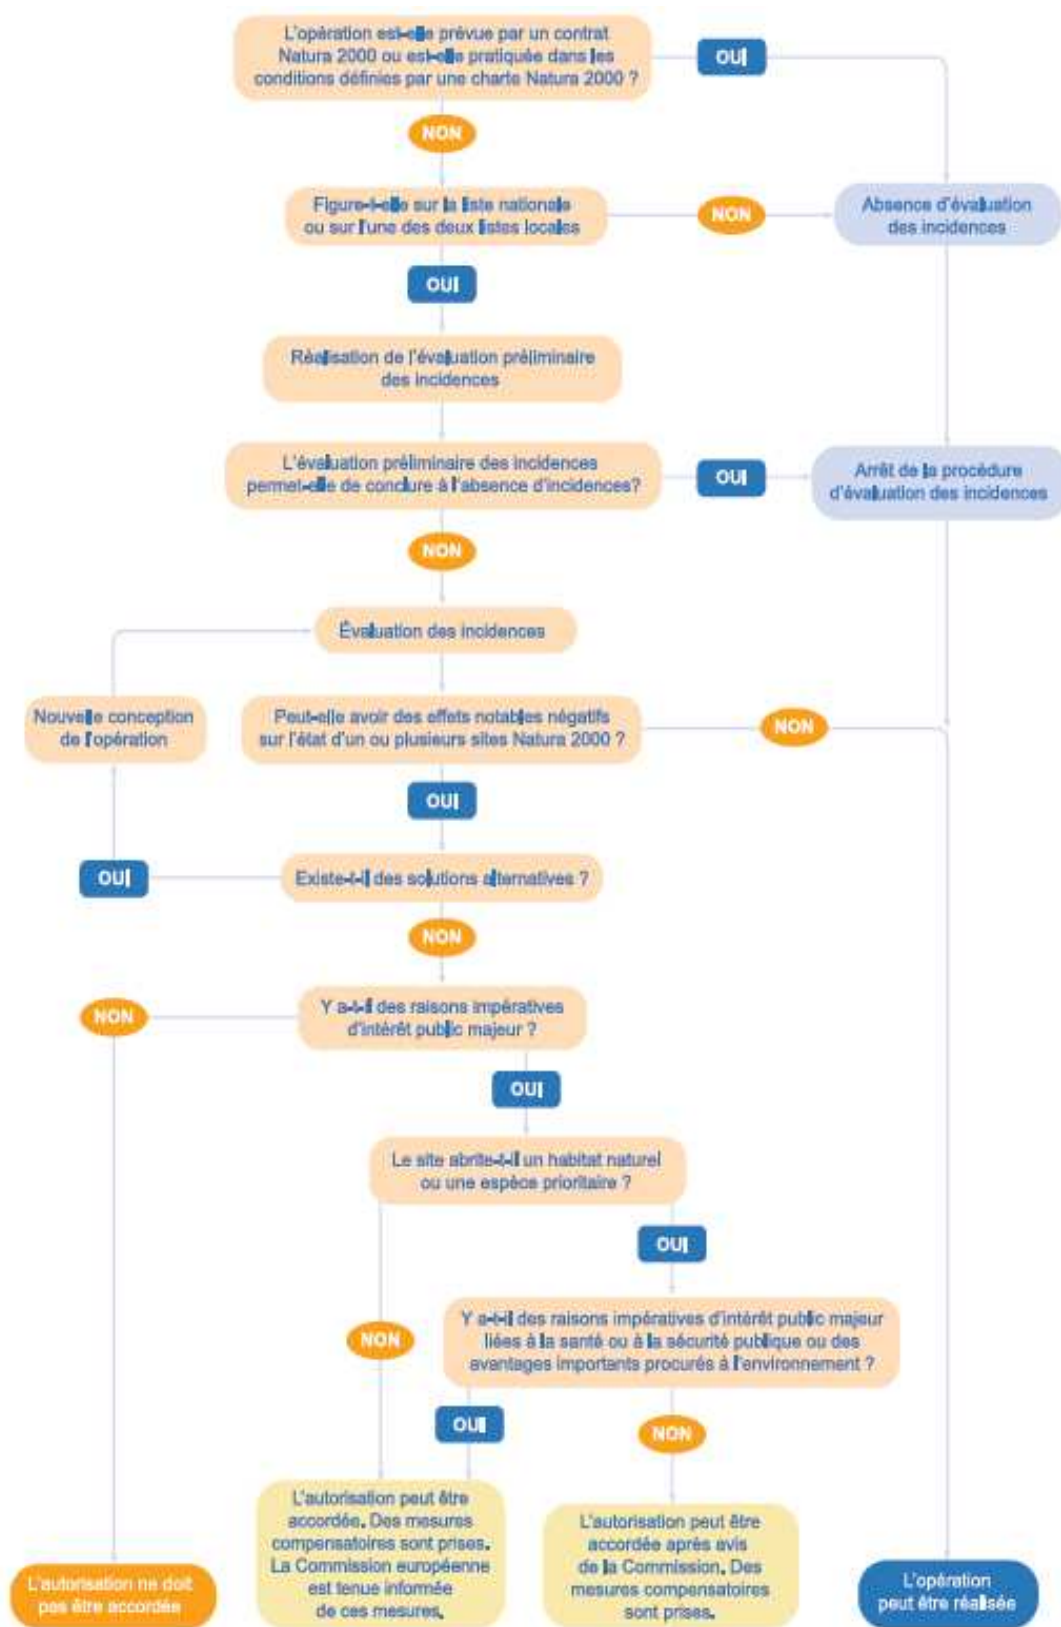 L'opération est-elle prévue par un contrat
Natura 2000 ou est-elle pratiquée dans les
conditions définies par une charte Natura 2000 ?
OUI
NON
Figure-t-elle sur la liste nationale
ou sur l'une des deux listes locales
NON
Absence d'évaluation
des incidences
OUI
Réalisation de l'évaluation préliminaire
des incidences
L'évaluation préliminaire des incidences
permet-elle de conclure à l'absence d'incidences?
OUI
Arrêt de la procédure
d'évaluation des incidences
NON
Évaluation des incidences
Nouvelle conception
de l'opération
Peut-elle avoir des effets notables négatifs
sur l'état d'un ou plusieurs sites Natura 2000 ?
NON
OUI
OUI
Existe-t-il des solutions alternatives ?
NON
NON
Y a-t-il des raisons impératives
d'intérêt public majeur ?
OUI
Le site abrite-t-il un habitat naturel
ou une espèce prioritaire ?
OUI
NON
Y a-t-il des raisons impératives d'intérêt public majeur
liées à la santé ou à la sécurité publique ou des
avantages importants procurés à l'environnement ?
OUI
NON
L'autorisation ne doit
pas être accordée
L'autorisation peut être
accordée. Des mesures
compensatoires sont prises.
La Commission européenne
est tenue informée
de ces mesures.
L'autorisation peut être
accordée après avis
de la Commission. Des
mesures compensatoires
sont prises.
L'opération
peut être réalisée